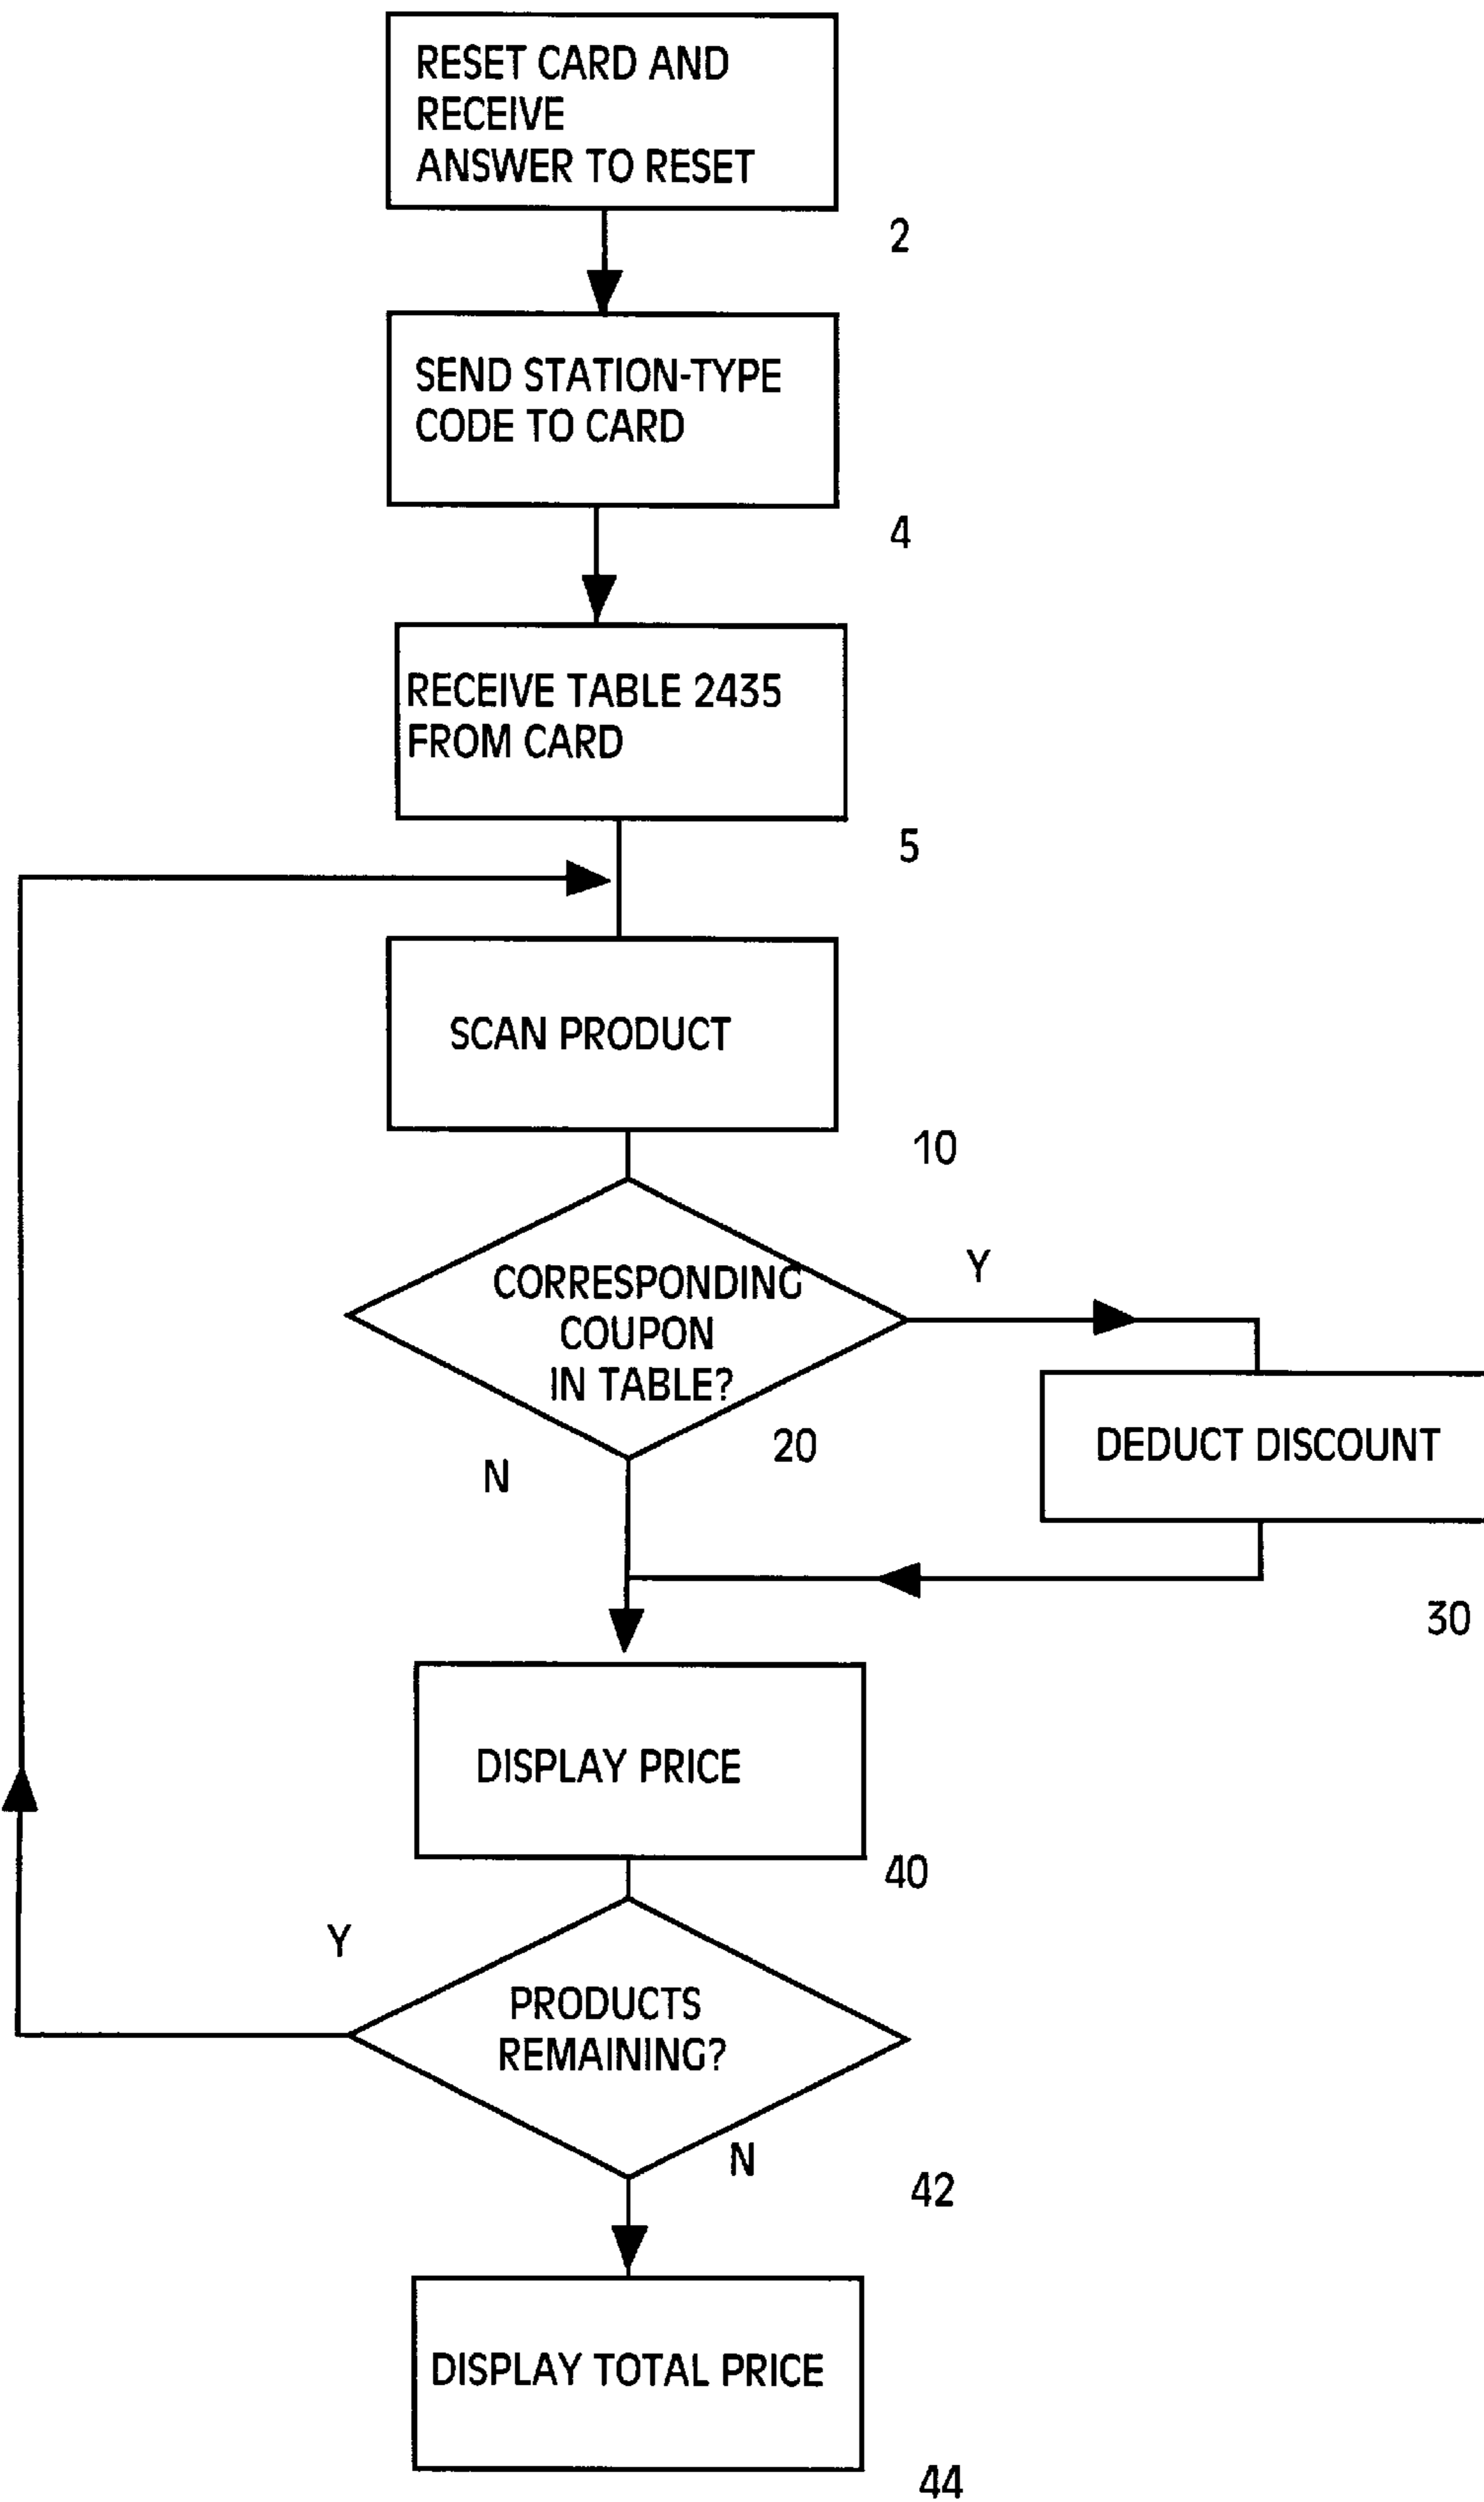 RESET CARD AND
RECEIVE
ANSWER TO RESET
2
SEND STATION-TYPE
CODE TO CARD
4
RECEIVE TABLE 2435
FROM CARD
5
SCAN PRODUCT
10
CORRESPONDING
COUPON
IN TABLE?
Y
20
N
DEDUCT DISCOUNT
30
DISPLAY PRICE
40
Y
PRODUCTS
REMAINING?
N
42
DISPLAY TOTAL PRICE
44